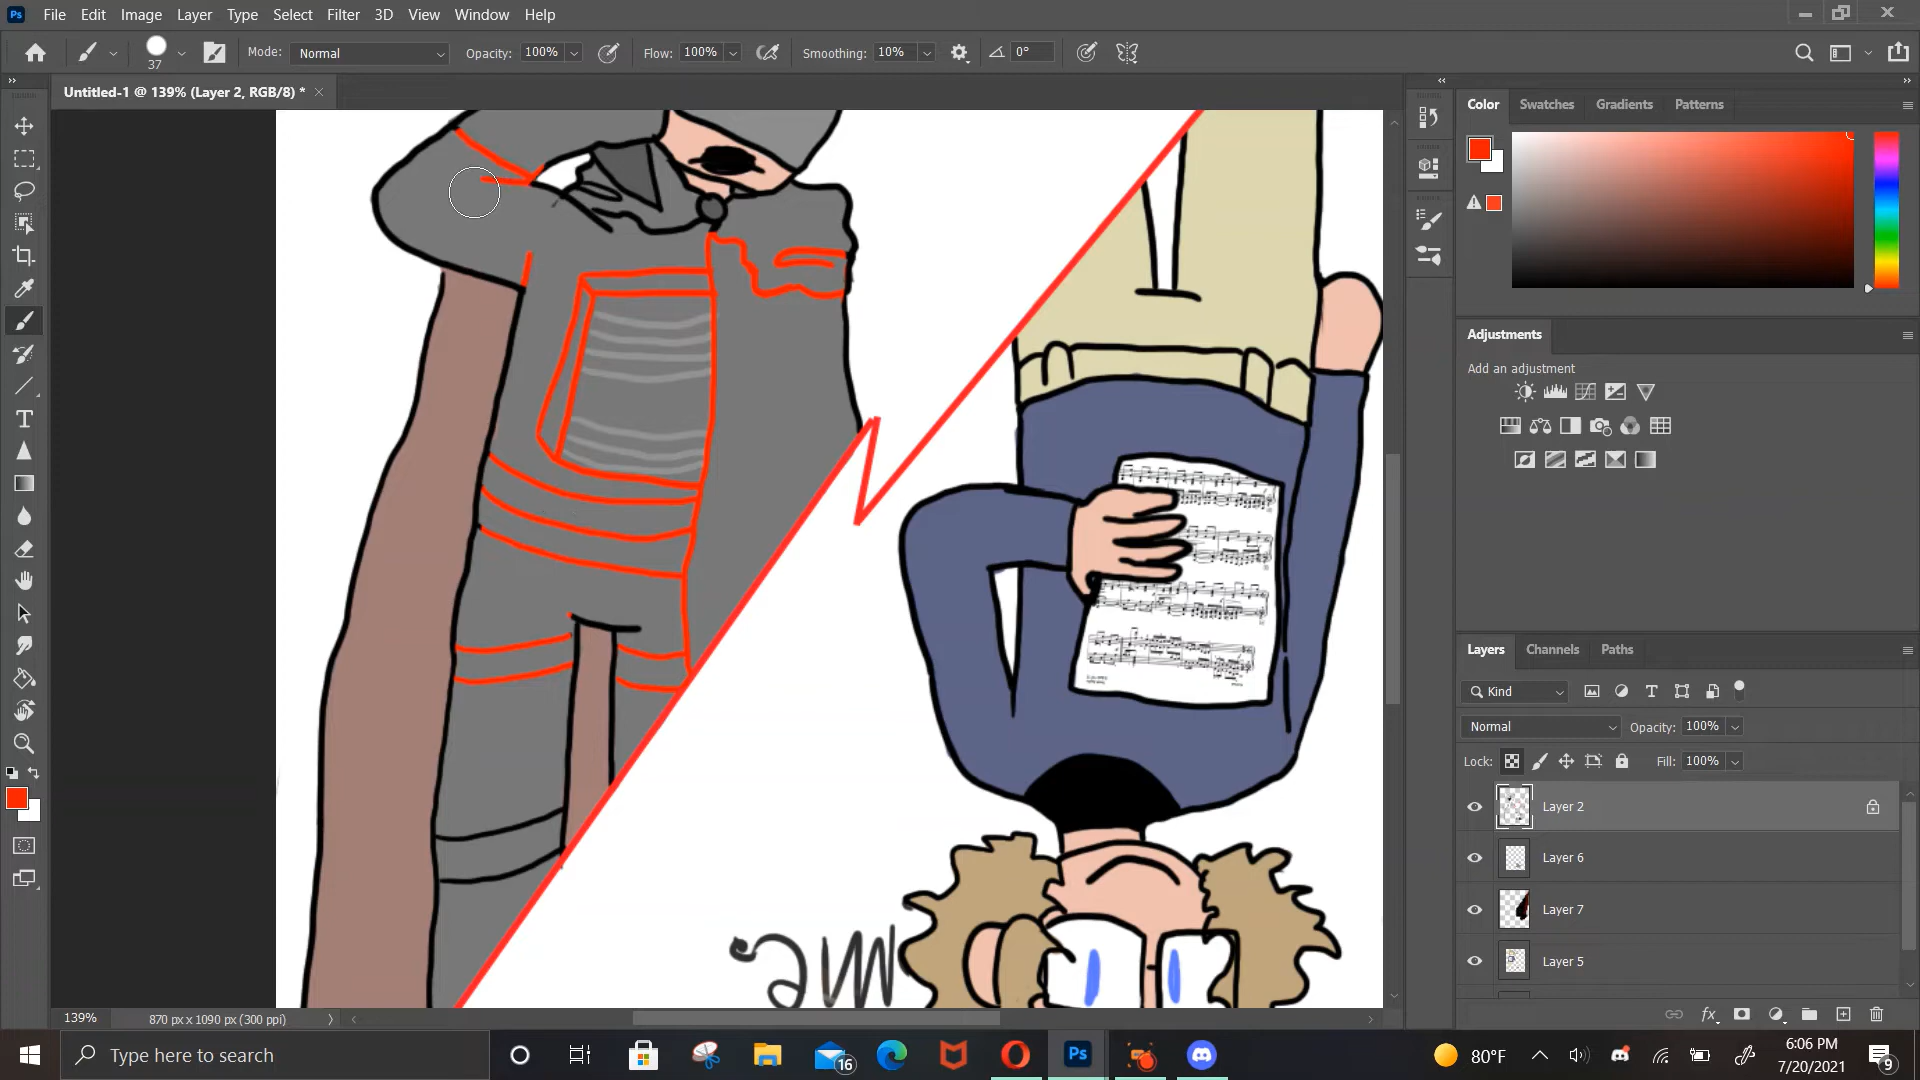 Ps File Edit Image Layer Type Select Filter 3D View Window Help
37 Mode: Normal Opacity: 100% Flow: 100% Smoothing: 10% 0°
Untitled-1 @ 139% (Layer 2, RGB/8) * ×
Color Swatches Gradients Patterns
Adjustments
Add an adjustment
Layers Channels Paths
Kind
Normal Opacity: 100%
Lock: Fill: 100%
Layer 2
Layer 6
Layer 7
Layer 5
139% 870 px x 1090 px (300 ppi)
Type here to search 16 Ps 80°F 6:06 PM
7/20/2021 9